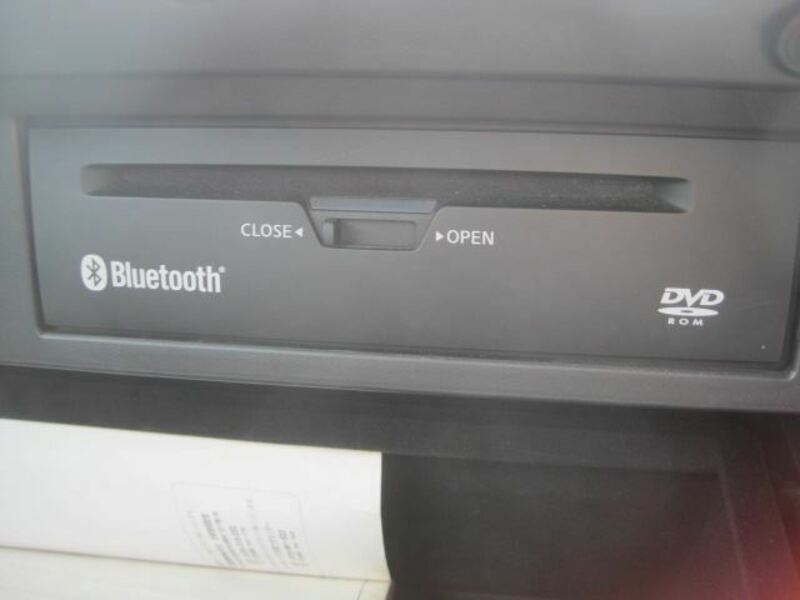 CLOSE◀ ▶OPEN
Bluetooth®
DVD
ROM